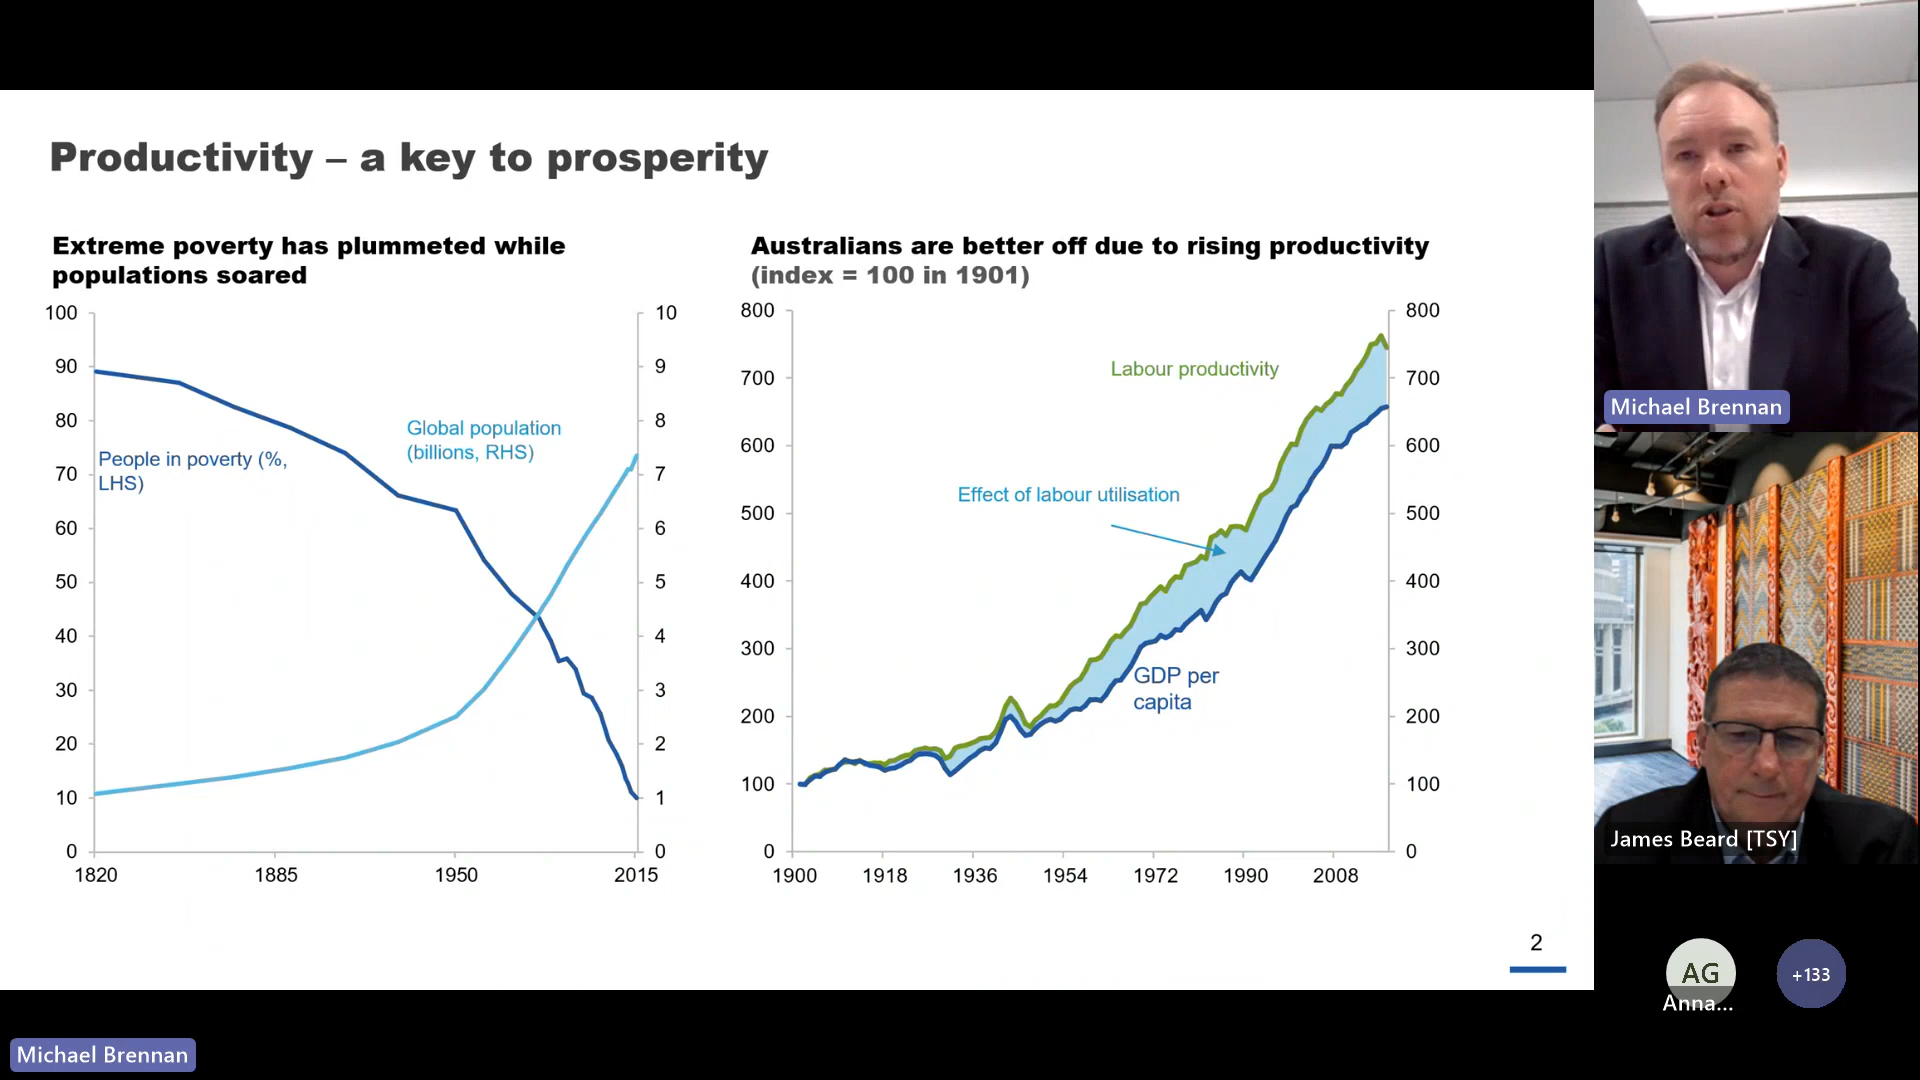 Productivity – a key to prosperity
Extreme poverty has plummeted while
populations soared
100
90
80
70
60
50
40
30
20
10
0
10
9
8
7
6
5
4
3
2
1
0
People in poverty (%,
LHS)
Global population
(billions, RHS)
1820
1885
1950
2015
Australians are better off due to rising productivity
(index = 100 in 1901)
800
700
600
500
400
300
200
100
0
800
700
600
500
400
300
200
100
0
Labour productivity
Effect of labour utilisation
GDP per
capita
1900
1918
1936
1954
1972
1990
2008
2
Michael Brennan
James Beard [TSY]
AG
Anna...
+133
Michael Brennan